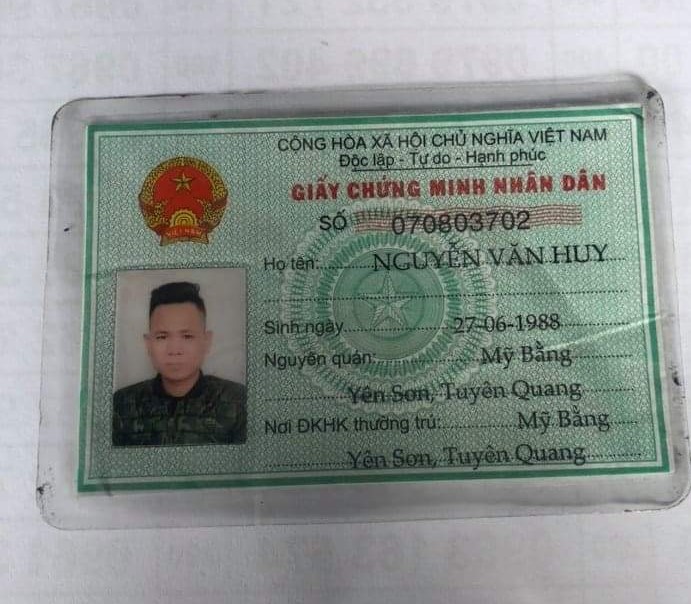 CỘNG HÒA XÃ HỘI CHỦ NGHĨA VIỆT NAM
Độc lập - Tự do - Hạnh phúc
GIẤY CHỨNG MINH NHÂN DÂN
SỐ 070803702
Họ tên: NGUYỄN VĂN HUY
Sinh ngày 27-06-1988
Nguyên quán: Mỹ Bằng
Yên Sơn, Tuyên Quang
Nơi ĐKHK thường trú: Mỹ Bằng
Yên Sơn, Tuyên Quang
VIỆT NAM